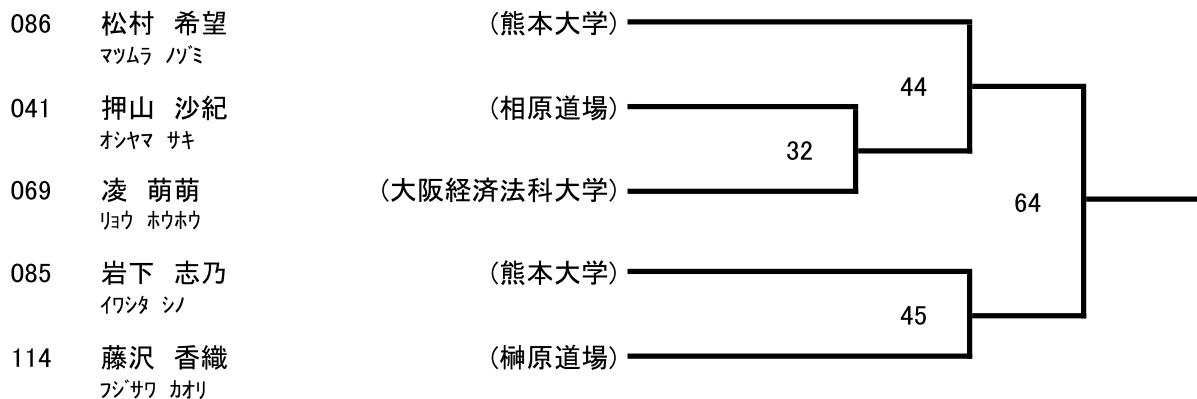 086 松村 希望 (熊本大学)
ﾏﾂﾑﾗ ﾉｿﾞﾐ
44
041 押山 沙紀 (相原道場)
ｵｼﾔﾏ ｻｷ
32
069 凌 萌萌 (大阪経済法科大学)
ﾘｮｳ ﾎｳﾎｳ
64
085 岩下 志乃 (熊本大学)
ｲﾜｼﾀ ｼﾉ
45
114 藤沢 香織 (榊原道場)
ﾌｼﾞｻﾜ ｶｵﾘ